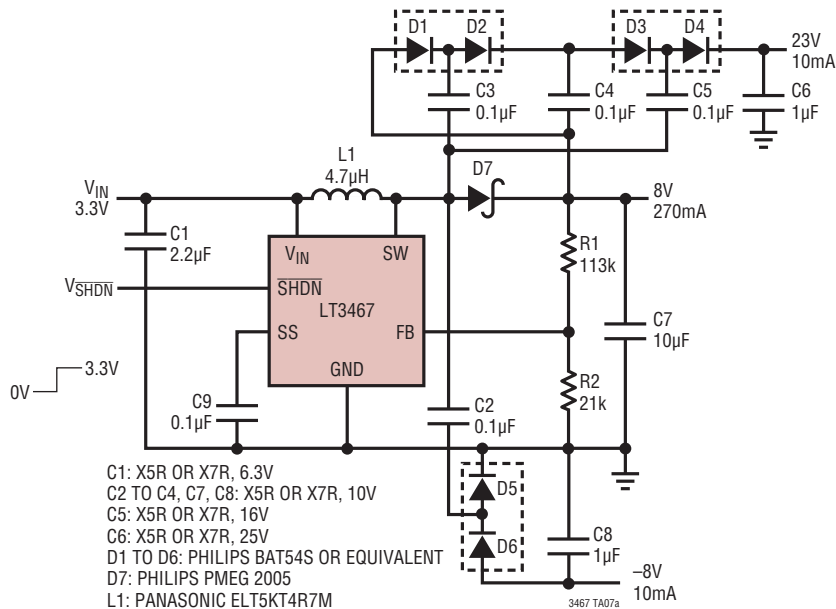 D1
D2
D3
D4
23V
10mA
C3
0.1µF
C4
0.1µF
C5
0.1µF
C6
1µF
L1
4.7µH
D7
VIN
3.3V
8V
270mA
C1
2.2µF
VIN
SW
R1
113k
VSHDN
SHDN
LT3467
SS
FB
C7
10µF
GND
3.3V
0V
R2
21k
C9
0.1µF
C2
0.1µF
C1: X5R OR X7R, 6.3V
C2 TO C4, C7, C8: X5R OR X7R, 10V
C5: X5R OR X7R, 16V
C6: X5R OR X7R, 25V
D1 TO D6: PHILIPS BAT54S OR EQUIVALENT
D7: PHILIPS PMEG 2005
L1: PANASONIC ELT5KT4R7M
D5
D6
C8
1µF
–8V
10mA
3467 TA07a